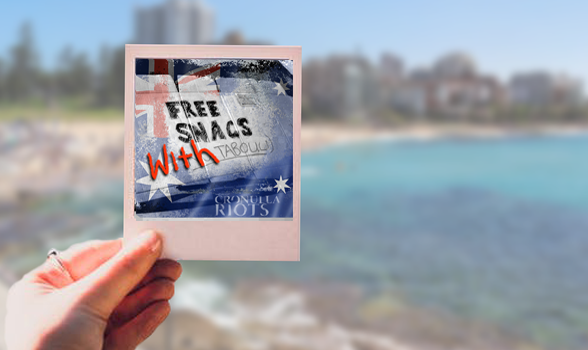 FREE
SNAGS
With TABOULI
CRONULLA
RIOTS